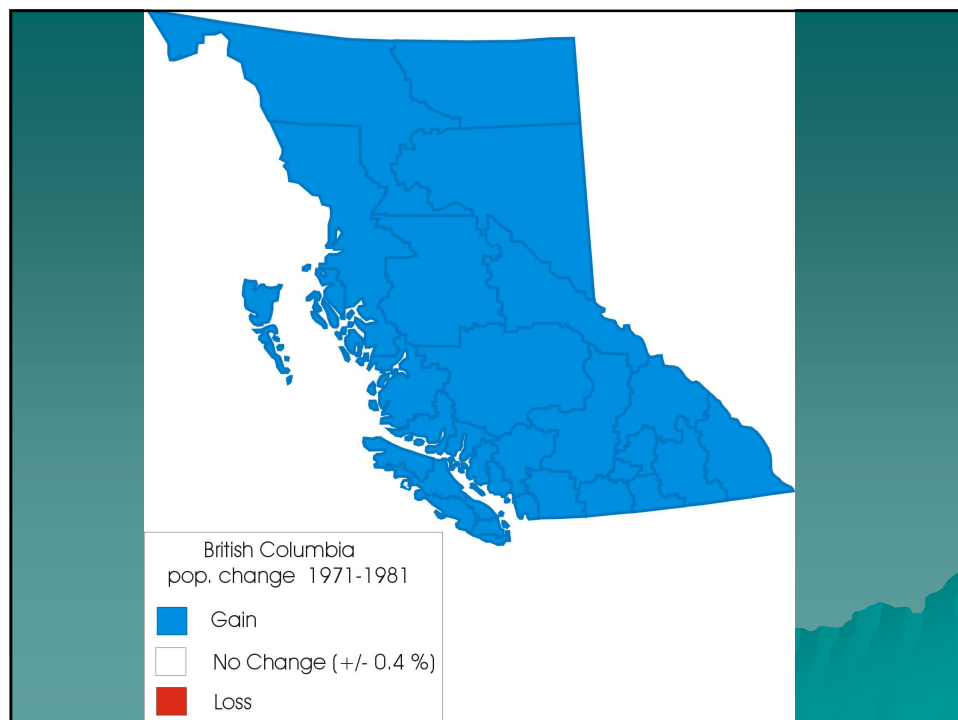 British Columbia
pop. change 1971-1981
Gain
No Change (+/- 0.4 %)
Loss